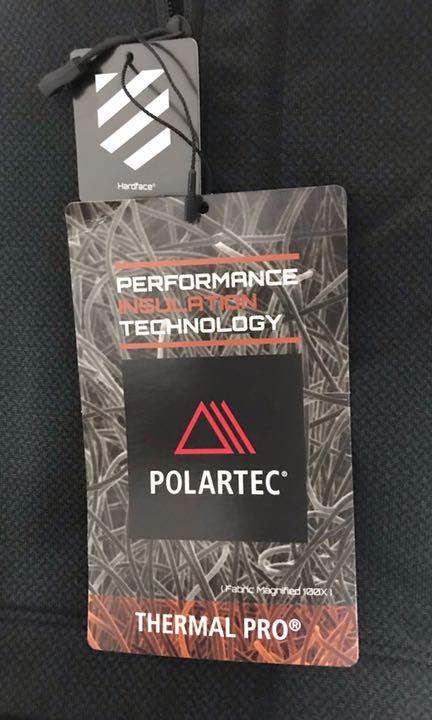 Hardface®
PERFORMANCE
INSULATION
TECHNOLOGY
POLARTEC®
( Fabric Magnified 100X )
THERMAL PRO®